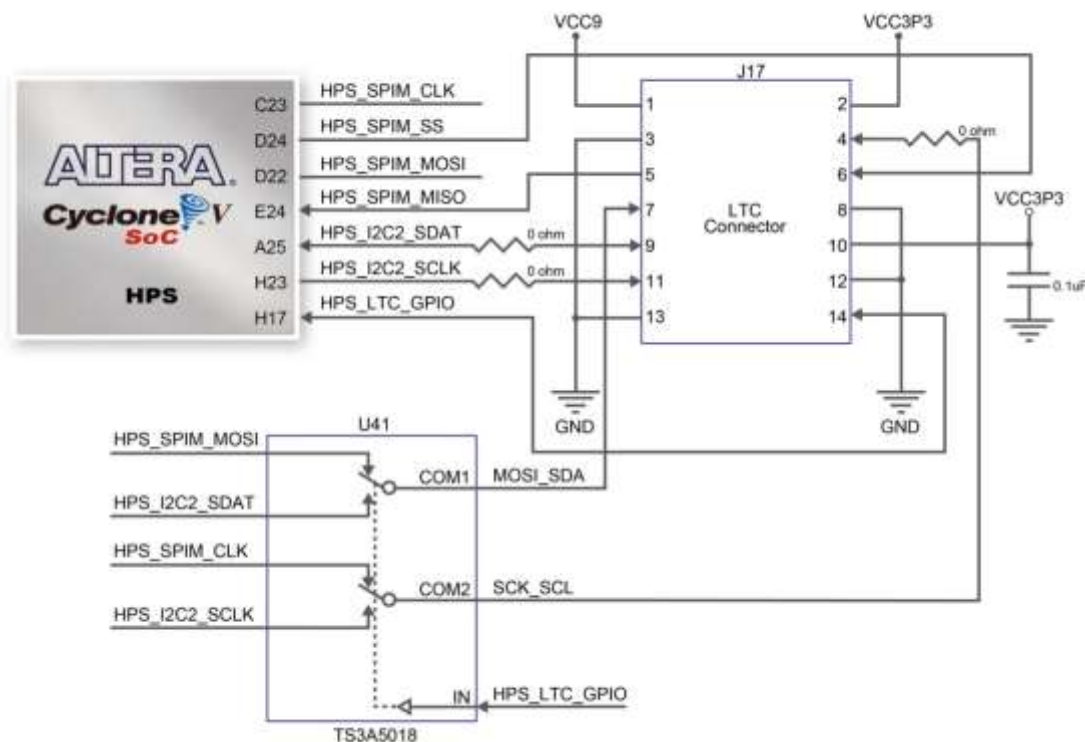 VCC9
VCC3P3
J17
C23 HPS_SPIM_CLK
D24 HPS_SPIM_SS
D22 HPS_SPIM_MOSI
E24 HPS_SPIM_MISO
A25 HPS_I2C2_SDAT 0 ohm
H23 HPS_I2C2_SCLK 0 ohm
H17 HPS_LTC_GPIO
ALTERA®
Cyclone V
SoC
HPS
1 2
3 4 0 ohm
5 6
7 8
9 10
11 12
13 14
LTC
Connector
VCC3P3
0.1uF
GND
GND
U41
HPS_SPIM_MOSI
COM1 MOSI_SDA
HPS_I2C2_SDAT
HPS_SPIM_CLK
COM2 SCK_SCL
HPS_I2C2_SCLK
IN HPS_LTC_GPIO
TS3A5018